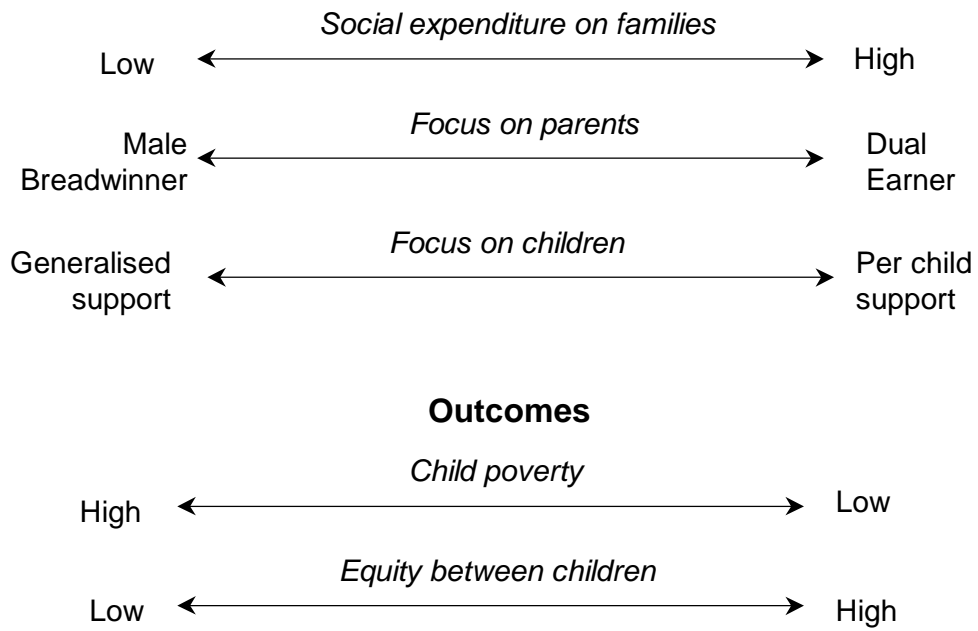 Social expenditure on families
Low
High
Focus on parents
Male
Breadwinner
Dual
Earner
Focus on children
Generalised
support
Per child
support
Outcomes
Child poverty
High
Low
Equity between children
Low
High